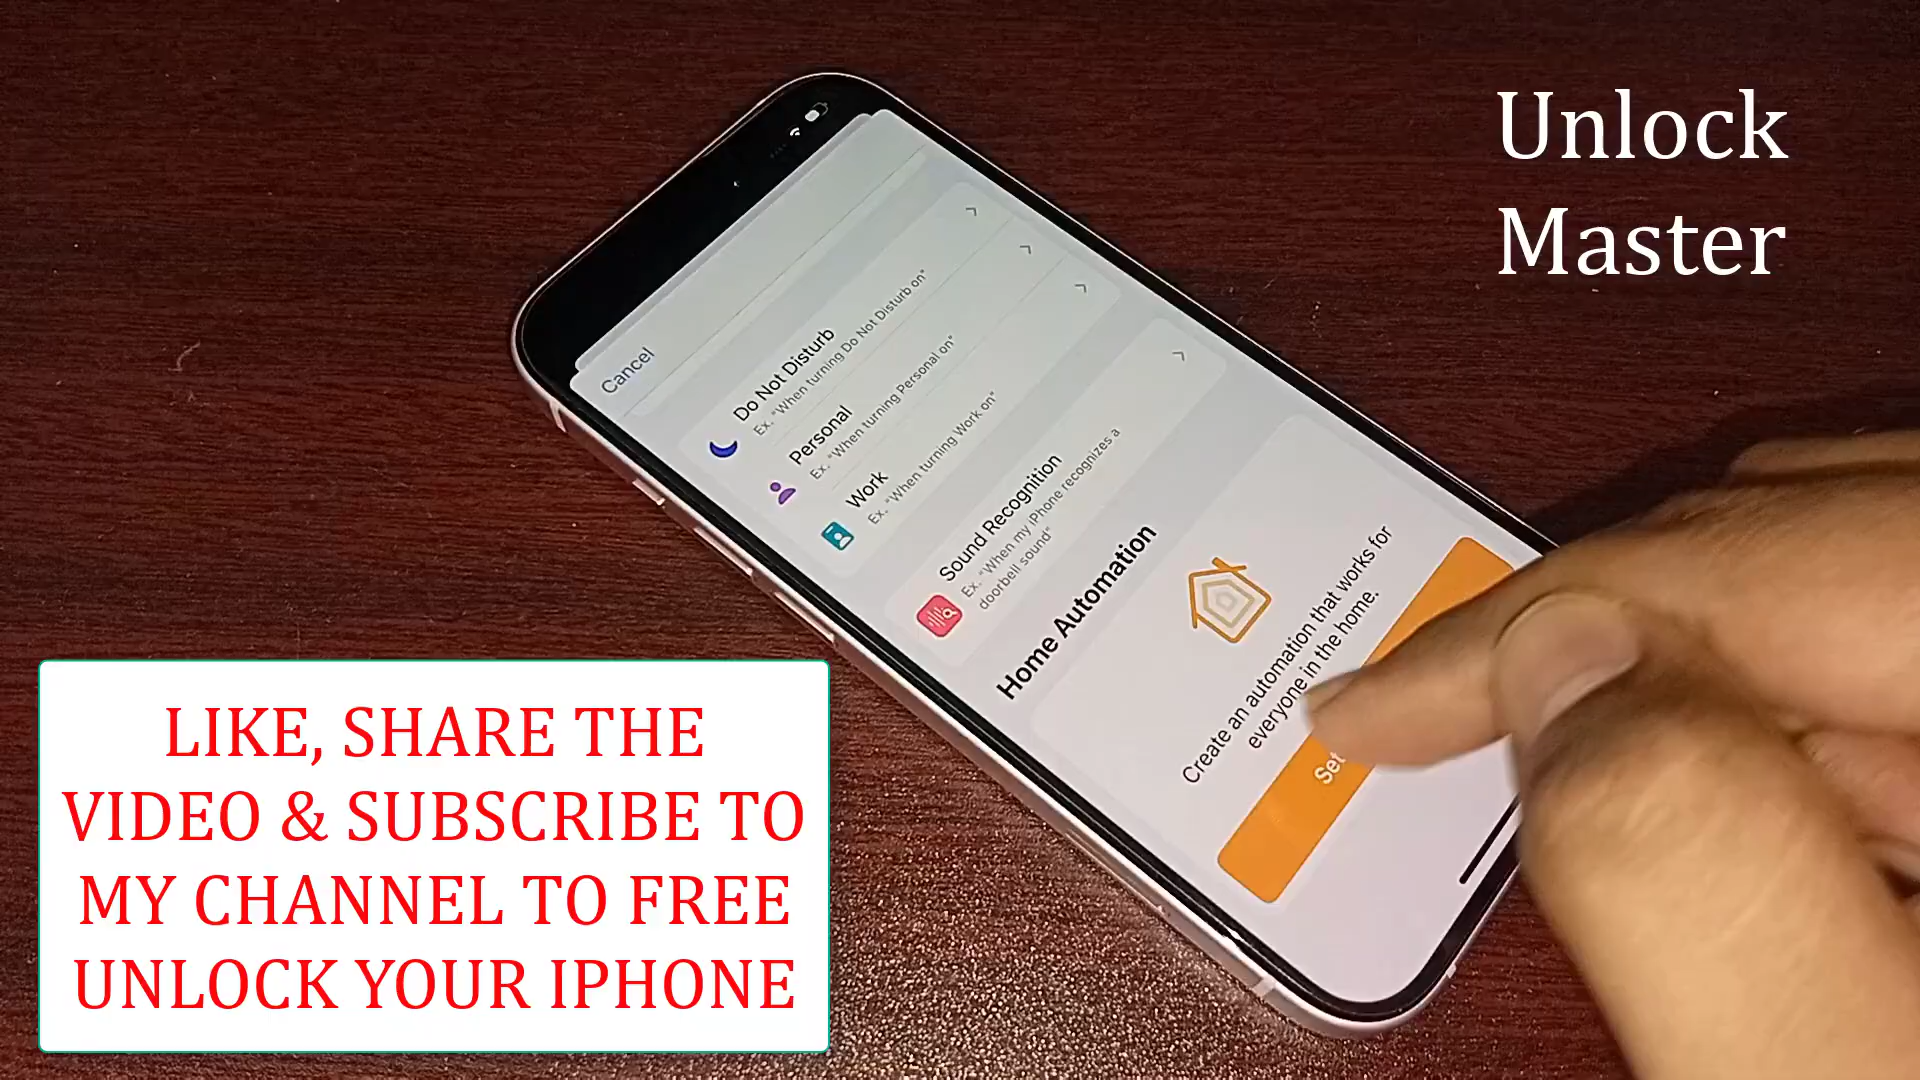 Unlock
Master
Cancel
Do Not Disturb
Ex. "When turning Do Not Disturb on"
Personal
Ex. "When turning Personal on"
Work
Ex. "When turning Work on"
Sound Recognition
Ex. "When my iPhone recognizes a
doorbell sound"
Home Automation
Create an automation that works for
everyone in the home.
Set
LIKE, SHARE THE
VIDEO & SUBSCRIBE TO
MY CHANNEL TO FREE
UNLOCK YOUR IPHONE